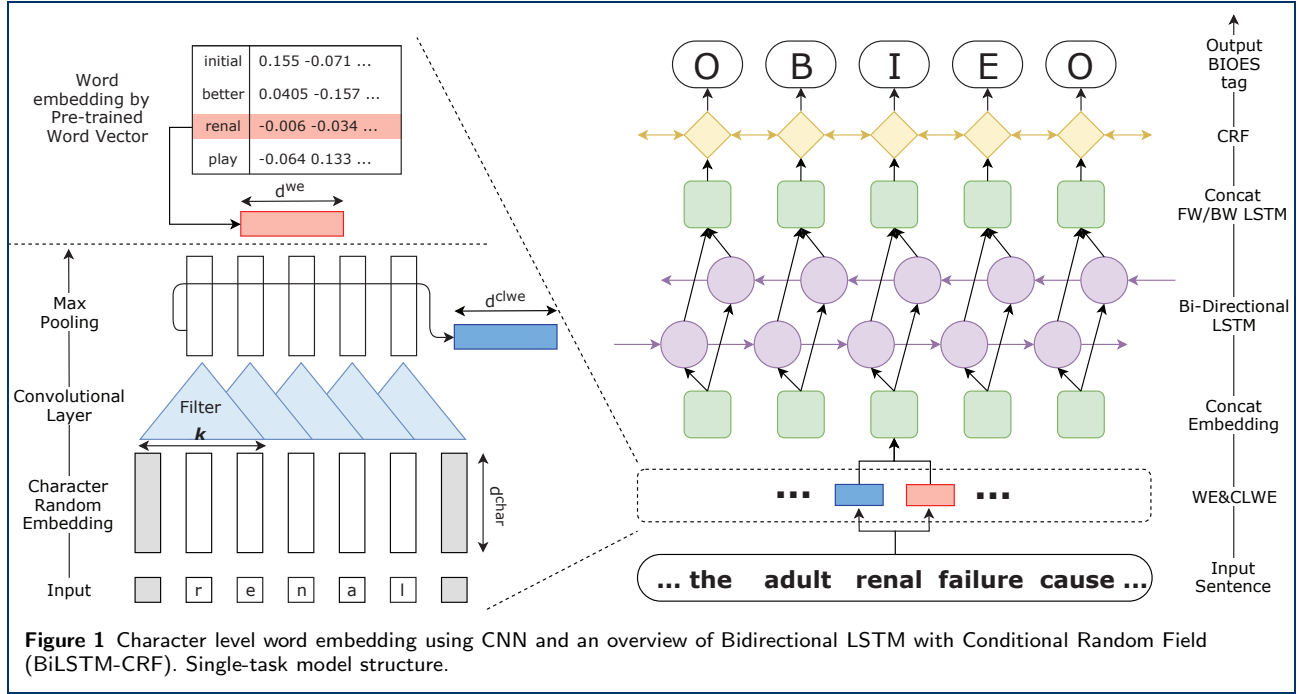 Word
embedding by
Pre-trained
Word Vector
initial 0.155 -0.071 ...
better 0.0405 -0.157 ...
renal -0.006 -0.034 ...
play -0.064 0.133 ...
d^we
Max
Pooling
d^clwe
Convolutional
Layer
Filter
k
Character
Random
Embedding
d^char
Input
r e n a l
O B I E O
Output
BIOES
tag
CRF
Concat
FW/BW LSTM
Bi-Directional
LSTM
Concat
Embedding
... ...
WE&CLWE
... the adult renal failure cause ...
Input
Sentence
Figure 1 Character level word embedding using CNN and an overview of Bidirectional LSTM with Conditional Random Field
(BiLSTM-CRF). Single-task model structure.